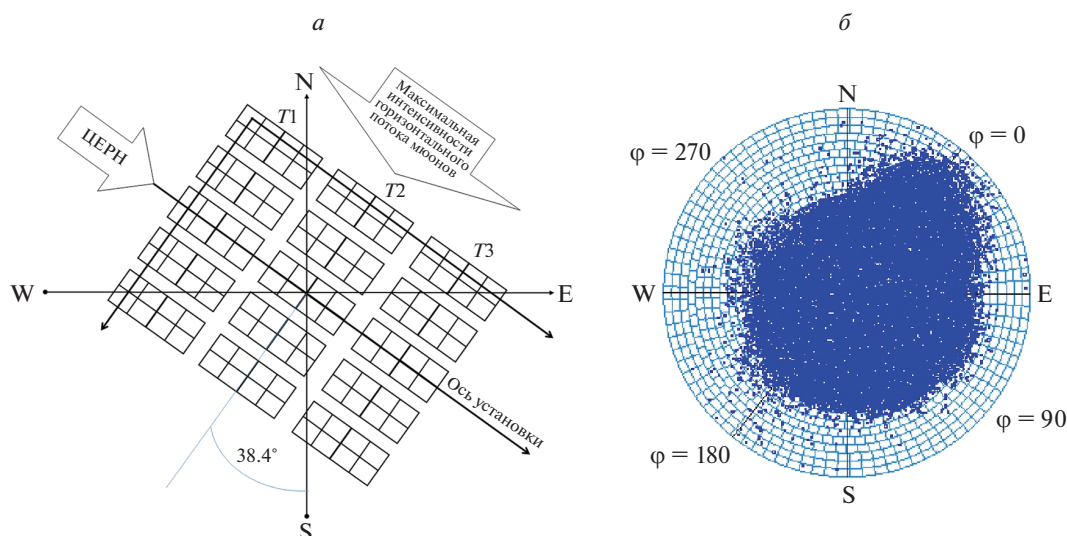 а
N
ЦЕРН
Максимальная
интенсивности
горизонтального
потока мюонов
T1
T2
T3
W
E
Ось установки
38.4°
S
б
N
φ = 270
φ = 0
W
E
φ = 180
φ = 90
S